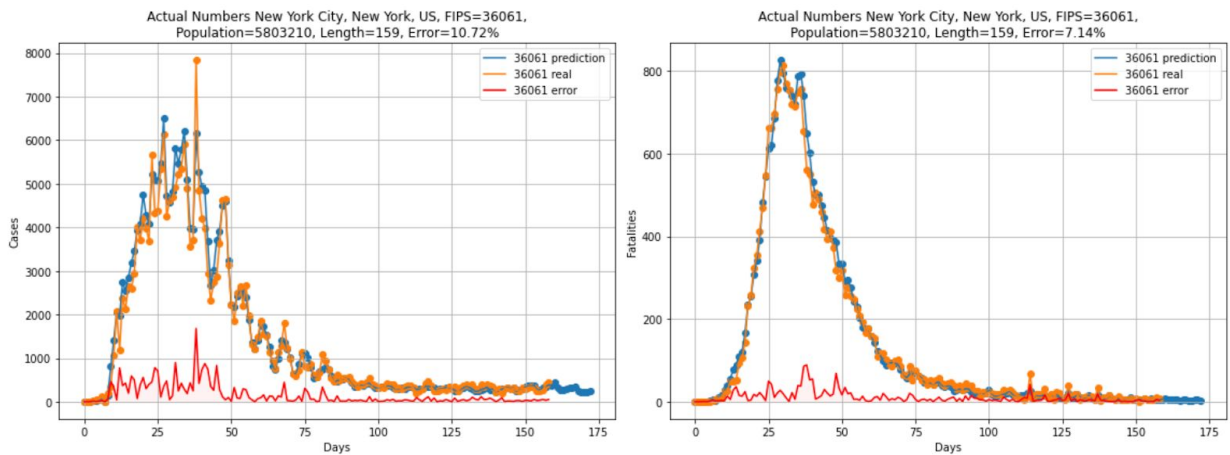 Actual Numbers New York City, New York, US, FIPS=36061,
Population=5803210, Length=159, Error=10.72%
36061 prediction
36061 real
36061 error
8000
7000
6000
5000
4000
3000
2000
1000
0
Cases
0 25 50 75 100 125 150 175
Days
Actual Numbers New York City, New York, US, FIPS=36061,
Population=5803210, Length=159, Error=7.14%
36061 prediction
36061 real
36061 error
800
600
400
200
0
Fatalities
0 25 50 75 100 125 150 175
Days